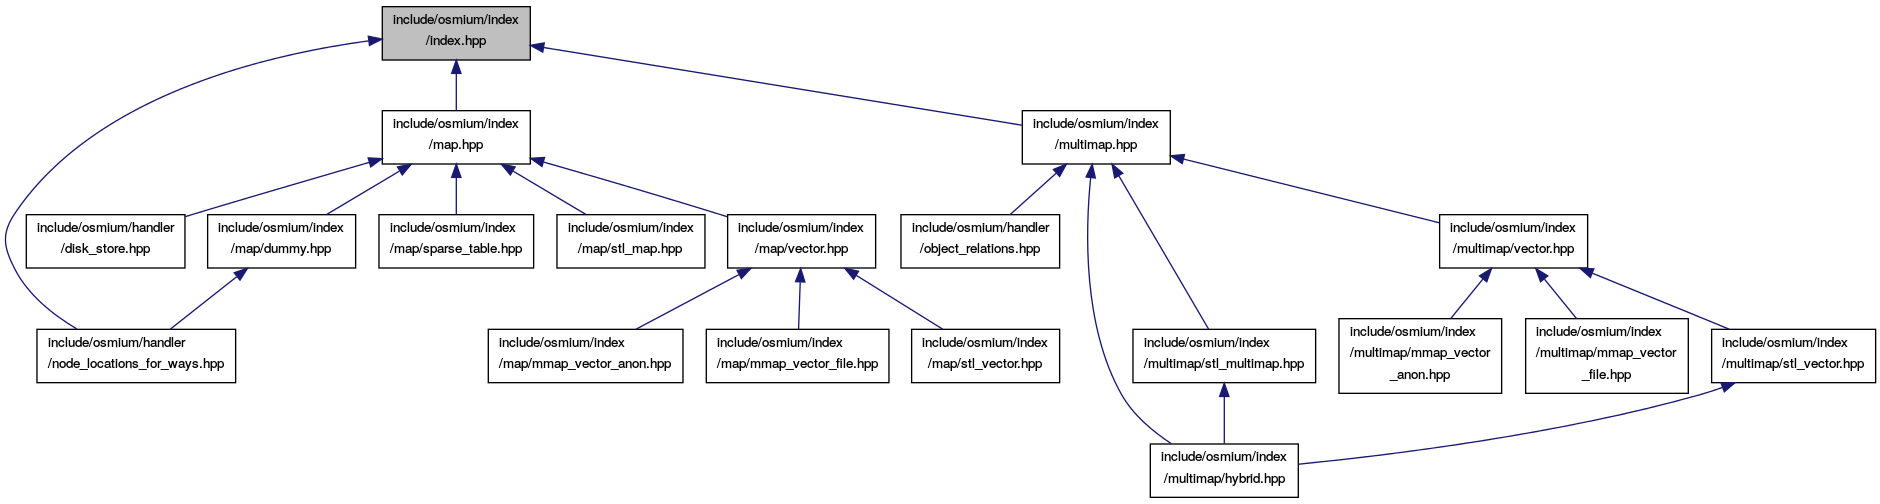 include/osmium/index
/index.hpp
include/osmium/index
/map.hpp
include/osmium/index
/multimap.hpp
include/osmium/handler
/disk_store.hpp
include/osmium/index
/map/dummy.hpp
include/osmium/index
/map/sparse_table.hpp
include/osmium/index
/map/stl_map.hpp
include/osmium/index
/map/vector.hpp
include/osmium/handler
/object_relations.hpp
include/osmium/index
/multimap/vector.hpp
include/osmium/handler
/node_locations_for_ways.hpp
include/osmium/index
/map/mmap_vector_anon.hpp
include/osmium/index
/map/mmap_vector_file.hpp
include/osmium/index
/map/stl_vector.hpp
include/osmium/index
/multimap/stl_multimap.hpp
include/osmium/index
/multimap/mmap_vector
_anon.hpp
include/osmium/index
/multimap/mmap_vector
_file.hpp
include/osmium/index
/multimap/stl_vector.hpp
include/osmium/index
/multimap/hybrid.hpp